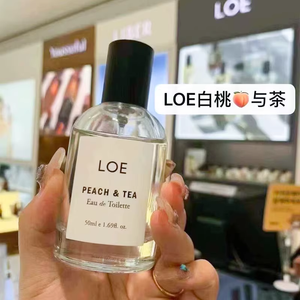 LOE
LOE白桃🍑与茶
LOE
PEACH & TEA
Eau de Toilette
50ml e 1.69fl. oz.